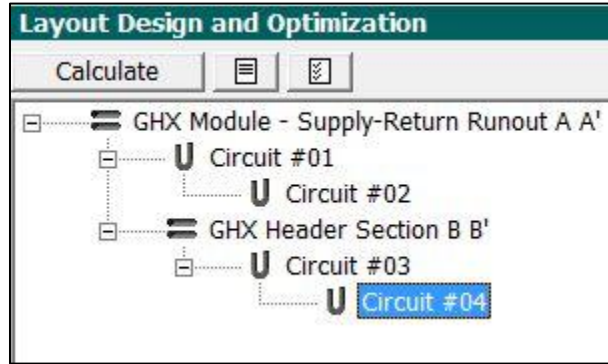 Layout Design and Optimization
Calculate
GHX Module - Supply-Return Runout A A'
Circuit #01
Circuit #02
GHX Header Section B B'
Circuit #03
Circuit #04